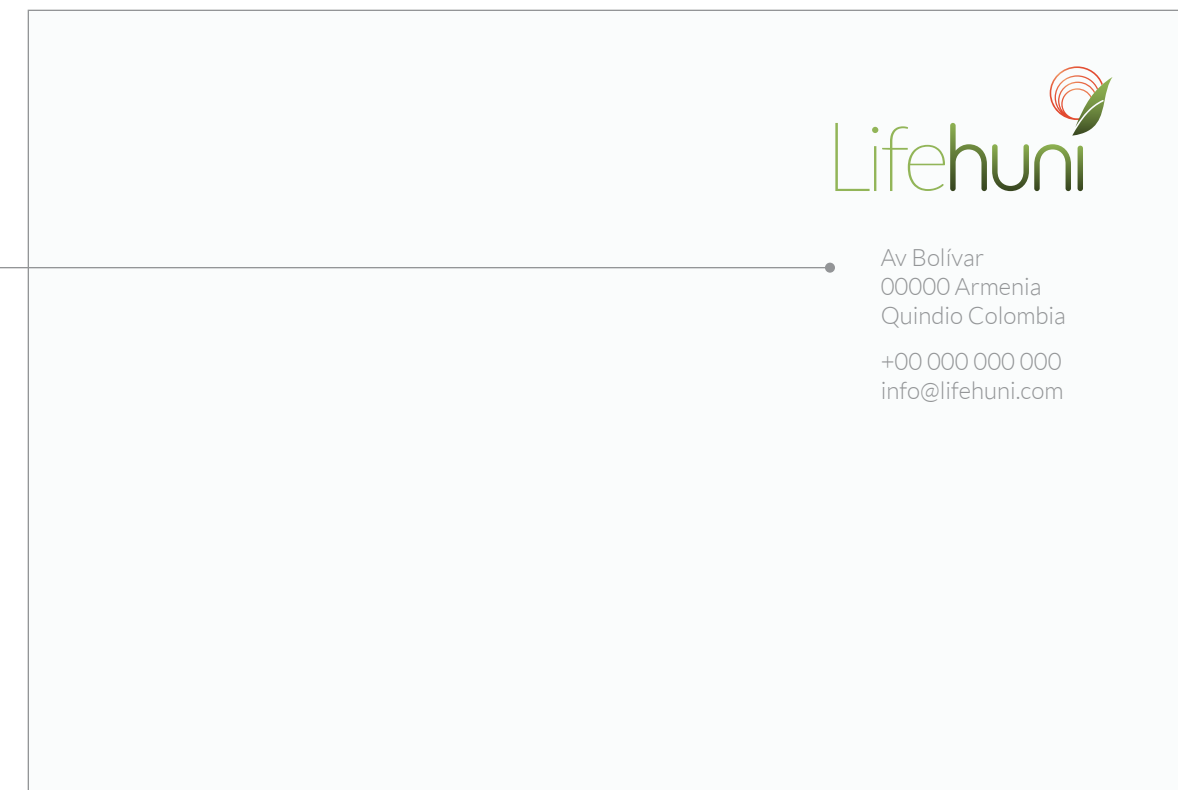 Lifehuni
Av Bolívar
00000 Armenia
Quindio Colombia
+00 000 000 000
info@lifehuni.com